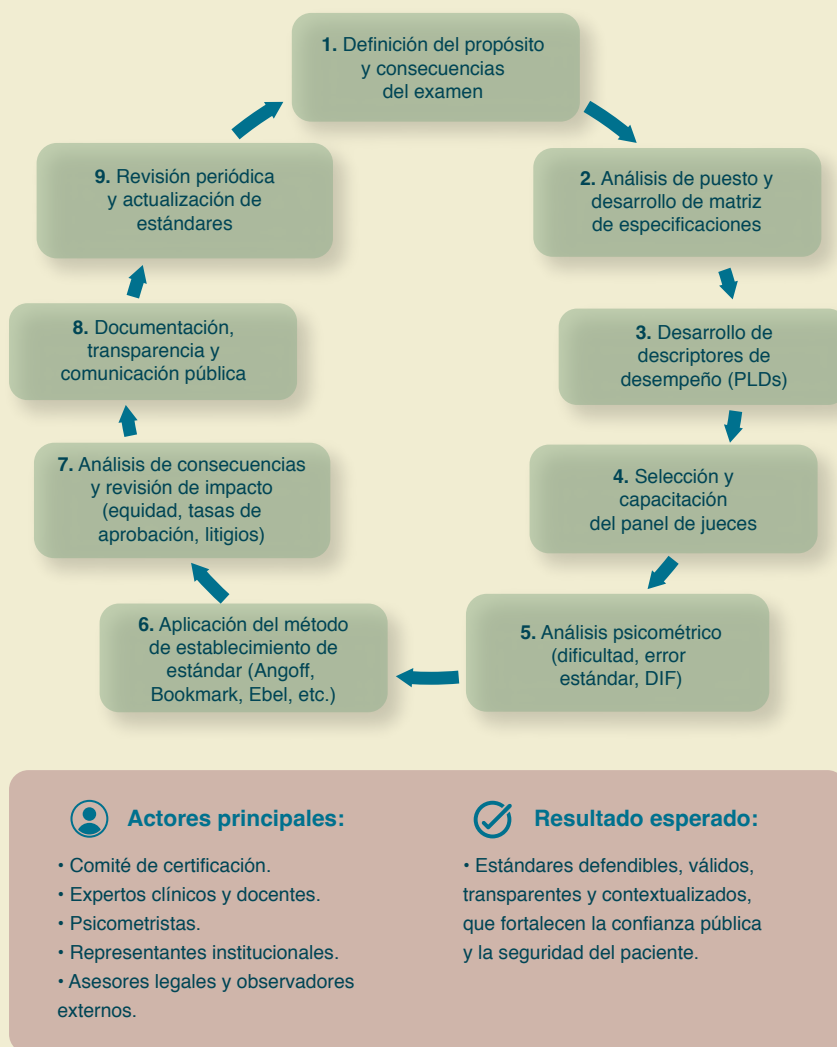 1. Definición del propósito
y consecuencias
del examen
2. Análisis de puesto y
desarrollo de matriz
de especificaciones
3. Desarrollo de
descriptores de
desempeño (PLDs)
4. Selección y
capacitación
del panel de jueces
5. Análisis psicométrico
(dificultad, error
estándar, DIF)
6. Aplicación del método
de establecimiento de
estándar (Angoff,
Bookmark, Ebel, etc.)
7. Análisis de consecuencias
y revisión de impacto
(equidad, tasas de
aprobación, litigios)
8. Documentación,
transparencia y
comunicación pública
9. Revisión periódica
y actualización de
estándares
Actores principales:
• Comité de certificación.
• Expertos clínicos y docentes.
• Psicometristas.
• Representantes institucionales.
• Asesores legales y observadores
externos.
Resultado esperado:
• Estándares defendibles, válidos,
transparentes y contextualizados,
que fortalecen la confianza pública
y la seguridad del paciente.